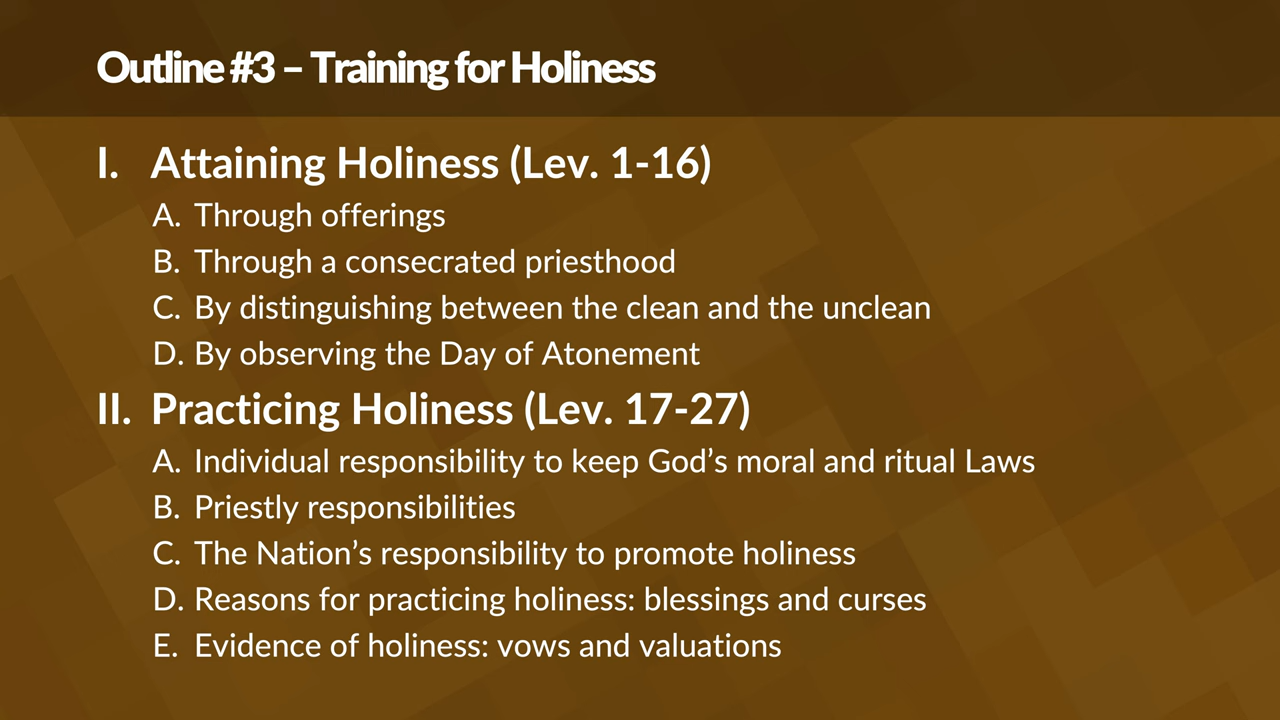 Outline #3 – Training for Holiness
I. Attaining Holiness (Lev. 1-16)
A. Through offerings
B. Through a consecrated priesthood
C. By distinguishing between the clean and the unclean
D. By observing the Day of Atonement
II. Practicing Holiness (Lev. 17-27)
A. Individual responsibility to keep God’s moral and ritual Laws
B. Priestly responsibilities
C. The Nation’s responsibility to promote holiness
D. Reasons for practicing holiness: blessings and curses
E. Evidence of holiness: vows and valuations